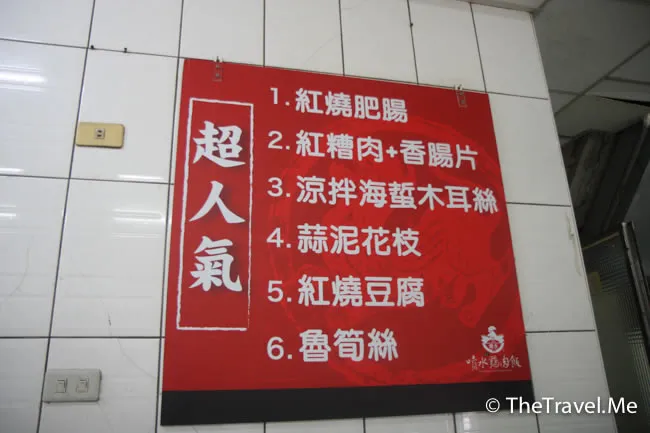 超人氣
1.紅燒肥腸
2.紅糟肉+香腸片
3.涼拌海蜇木耳絲
4.蒜泥花枝
5.紅燒豆腐
6.魯筍絲
噴水雞肉飯
© TheTravel.Me